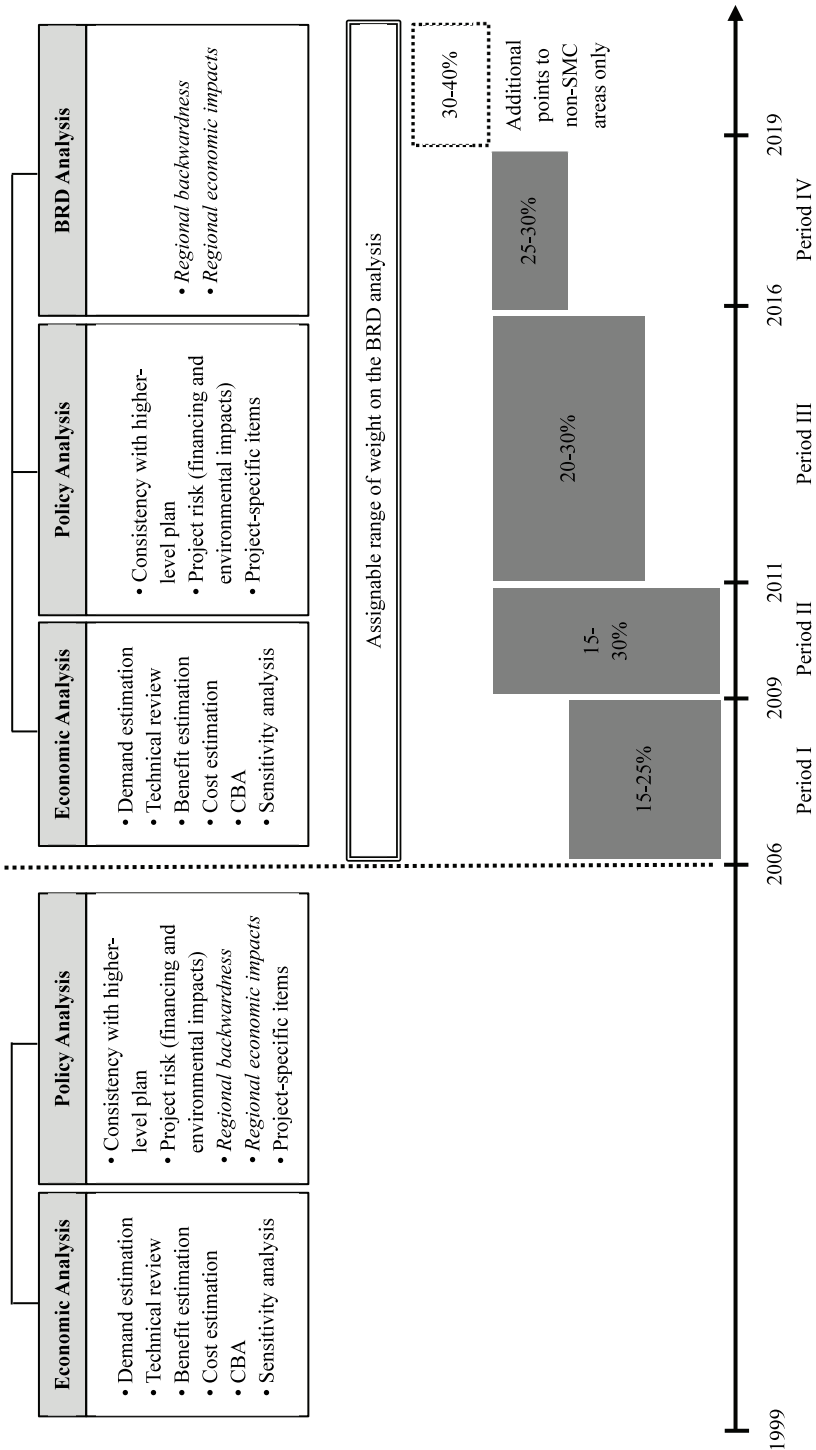 Economic Analysis
• Demand estimation
• Technical review
• Benefit estimation
• Cost estimation
• CBA
• Sensitivity analysis
Policy Analysis
• Consistency with higher-
level plan
• Project risk (financing and
environmental impacts)
• Regional backwardness
• Regional economic impacts
• Project-specific items
Economic Analysis
• Demand estimation
• Technical review
• Benefit estimation
• Cost estimation
• CBA
• Sensitivity analysis
Policy Analysis
• Consistency with higher-
level plan
• Project risk (financing and
environmental impacts)
• Project-specific items
BRD Analysis
• Regional backwardness
• Regional economic impacts
Assignable range of weight on the BRD analysis
15-25%
15-
30%
20-30%
25-30%
30-40%
Additional
points to
non-SMC
areas only
1999
2006
2009
2011
2016
2019
Period I
Period II
Period III
Period IV